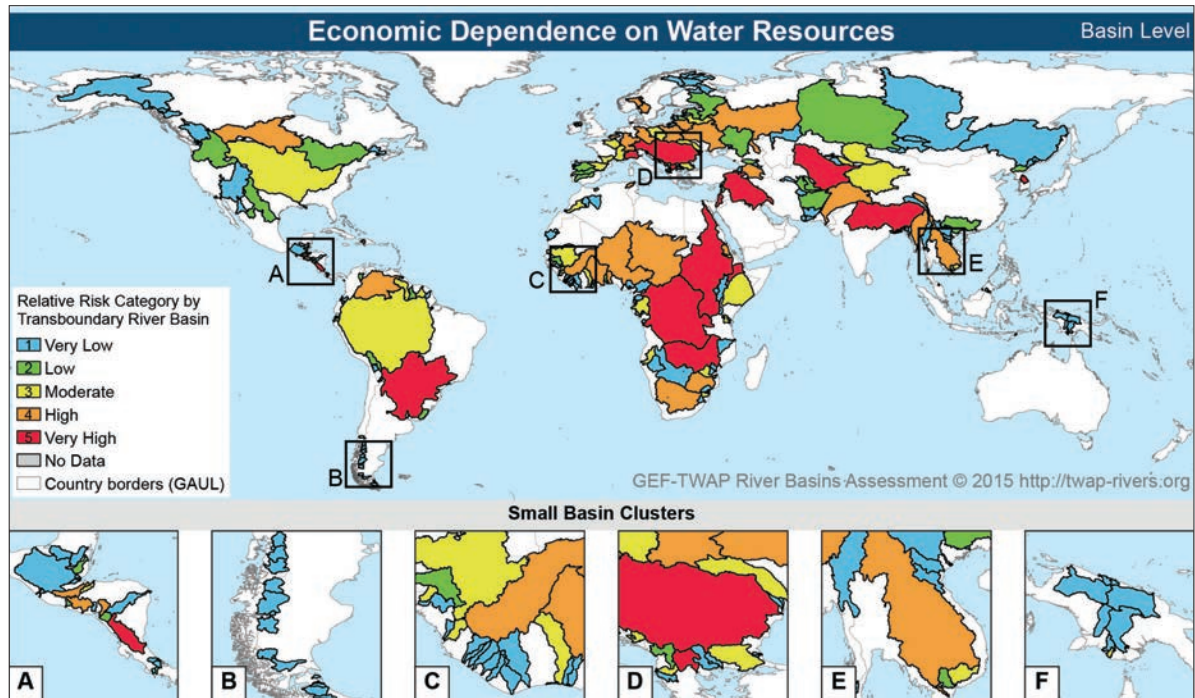 Economic Dependence on Water Resources
Basin Level
A
B
C
D
E
F
Relative Risk Category by
Transboundary River Basin
1 Very Low
2 Low
3 Moderate
4 High
5 Very High
No Data
Country borders (GAUL)
GEF-TWAP River Basins Assessment © 2015 http://twap-rivers.org
Small Basin Clusters
A
B
C
D
E
F